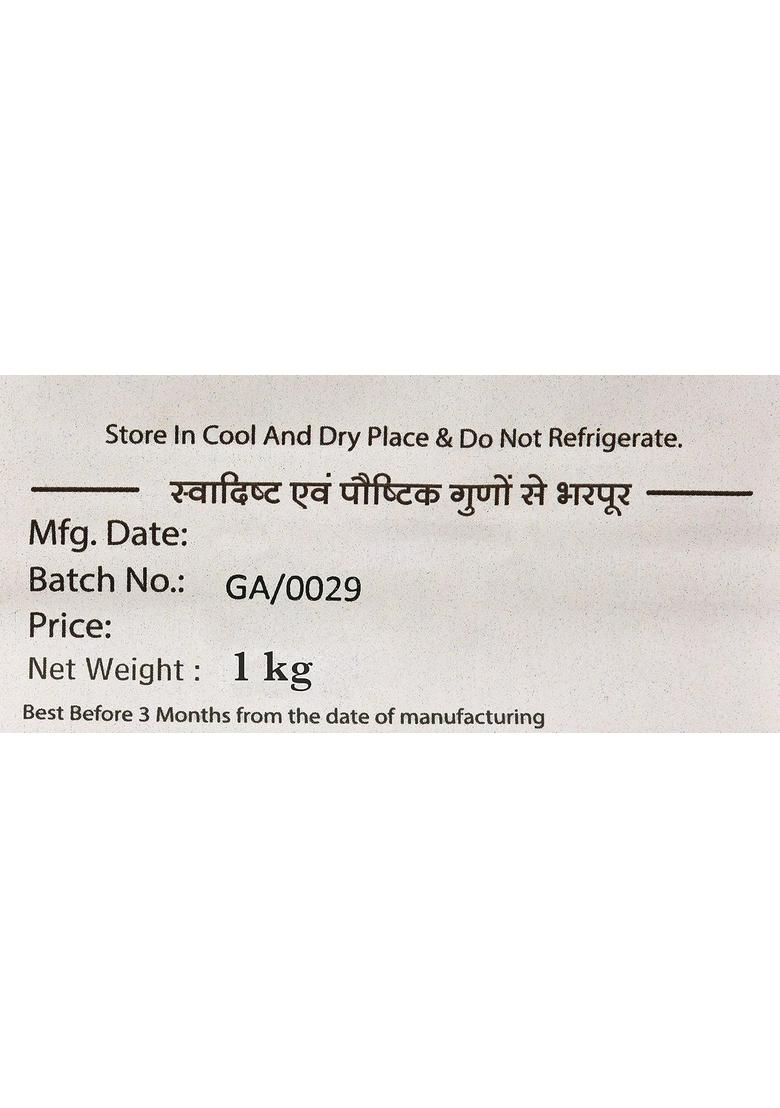 Store In Cool And Dry Place & Do Not Refrigerate.
स्वादिष्ट एवं पौष्टिक गुणों से भरपूर
Mfg. Date:
Batch No.: GA/0029
Price:
Net Weight : 1 kg
Best Before 3 Months from the date of manufacturing